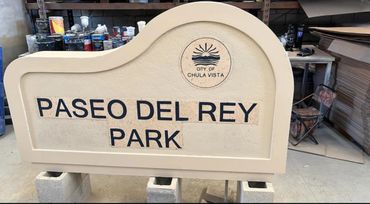 CITY OF
CHULA VISTA
PASEO DEL REY
PARK